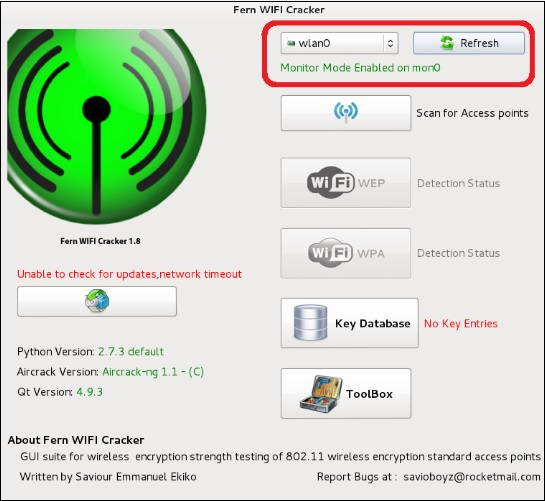 Fern WIFI Cracker
wlan0
Refresh
Monitor Mode Enabled on mon0
Scan for Access points
WiFi WEP
Detection Status
Fern WIFI Cracker 1.8
WiFi WPA
Detection Status
Unable to check for updates,network timeout
Key Database
No Key Entries
Python Version: 2.7.3 default
Aircrack Version: Aircrack-ng 1.1 - (C)
Qt Version: 4.9.3
ToolBox
About Fern WIFI Cracker
GUI suite for wireless encryption strength testing of 802.11 wireless encryption standard access points
Written by Saviour Emmanuel Ekiko
Report Bugs at : savioboyz@rocketmail.com